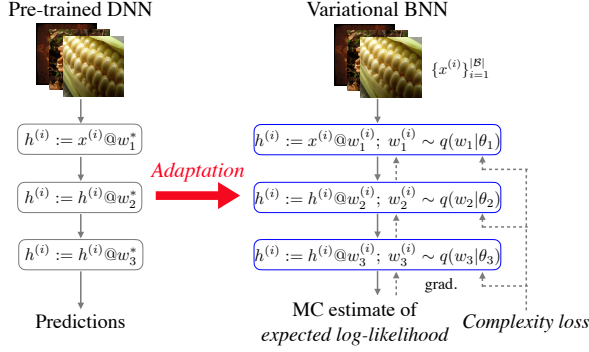 Pre-trained DNN
Variational BNN
$\{x^{(i)}\}_{i=1}^{|\mathcal{B}|}$
$h^{(i)} := x^{(i)}@w_1^*$
$h^{(i)} := x^{(i)}@w_1^{(i)};\ w_1^{(i)} \sim q(w_1|\theta_1)$
Adaptation
$h^{(i)} := h^{(i)}@w_2^*$
$h^{(i)} := h^{(i)}@w_2^{(i)};\ w_2^{(i)} \sim q(w_2|\theta_2)$
$h^{(i)} := h^{(i)}@w_3^*$
$h^{(i)} := h^{(i)}@w_3^{(i)};\ w_3^{(i)} \sim q(w_3|\theta_3)$
grad.
Predictions
MC estimate of
expected log-likelihood
Complexity loss